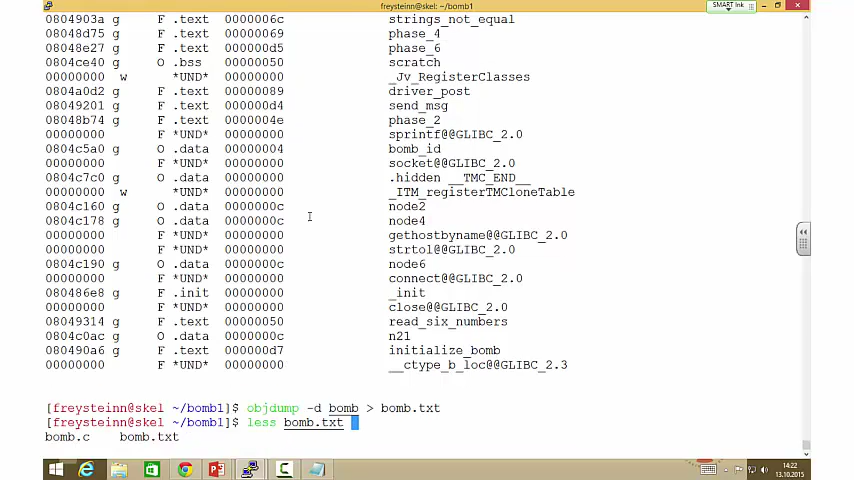 freysteinn@skel: ~/bomb1
SMART Ink
0804903a g F .text 0000006c strings_not_equal
08048d75 g F .text 00000069 phase_4
08048e27 g F .text 000000d5 phase_6
0804ce40 g O .bss 00000050 scratch
00000000 w *UND* 00000000 _Jv_RegisterClasses
0804a0d2 g F .text 00000089 driver_post
08049201 g F .text 000000d4 send_msg
08048b74 g F .text 0000004e phase_2
00000000 F *UND* 00000000 sprintf@@GLIBC_2.0
0804c5a0 g O .data 00000004 bomb_id
00000000 F *UND* 00000000 socket@@GLIBC_2.0
0804c7c0 g O .data 00000000 .hidden __TMC_END__
00000000 w *UND* 00000000 _ITM_registerTMCloneTable
0804c160 g O .data 0000000c node2
0804c178 g O .data 0000000c node4
00000000 F *UND* 00000000 gethostbyname@@GLIBC_2.0
00000000 F *UND* 00000000 strtol@@GLIBC_2.0
0804c190 g O .data 0000000c node6
00000000 F *UND* 00000000 connect@@GLIBC_2.0
080486e8 g F .init 00000000 _init
00000000 F *UND* 00000000 close@@GLIBC_2.0
08049314 g F .text 00000050 read_six_numbers
0804c0ac g O .data 0000000c n21
080490a6 g F .text 000000d7 initialize_bomb
00000000 F *UND* 00000000 __ctype_b_loc@@GLIBC_2.3
[freysteinn@skel ~/bomb1]$ objdump -d bomb > bomb.txt
[freysteinn@skel ~/bomb1]$ less bomb.txt
bomb.c bomb.txt
14:22
13.10.2015